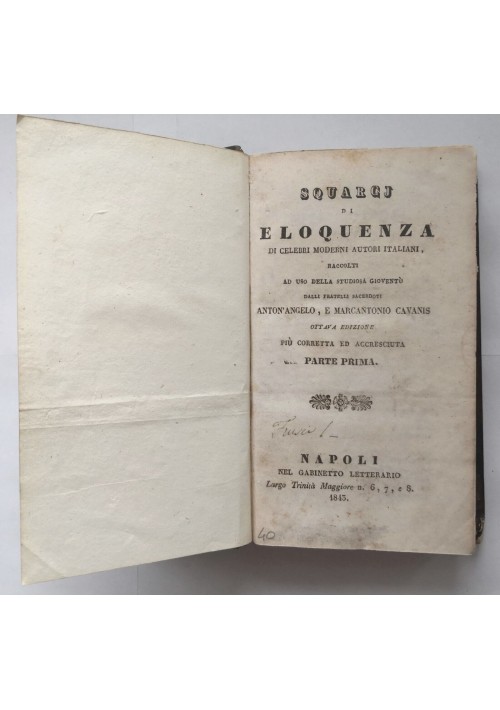 SQUARCJ
DI
ELOQUENZA
DI CELEBRI MODERNI AUTORI ITALIANI,
RACCOLTI
AD USO DELLA STUDIOSA GIOVENTÙ
DALLI FRATELLI SACERDOTI
ANTON'ANGELO, E MARCANTONIO CAVANIS
OTTAVA EDIZIONE
PIÙ CORRETTA ED ACCRESCIUTA
PARTE PRIMA.
NAPOLI
NEL GABINETTO LETTERARIO
Largo Trinità Maggiore n. 6, 7, e 8.
1843.
40